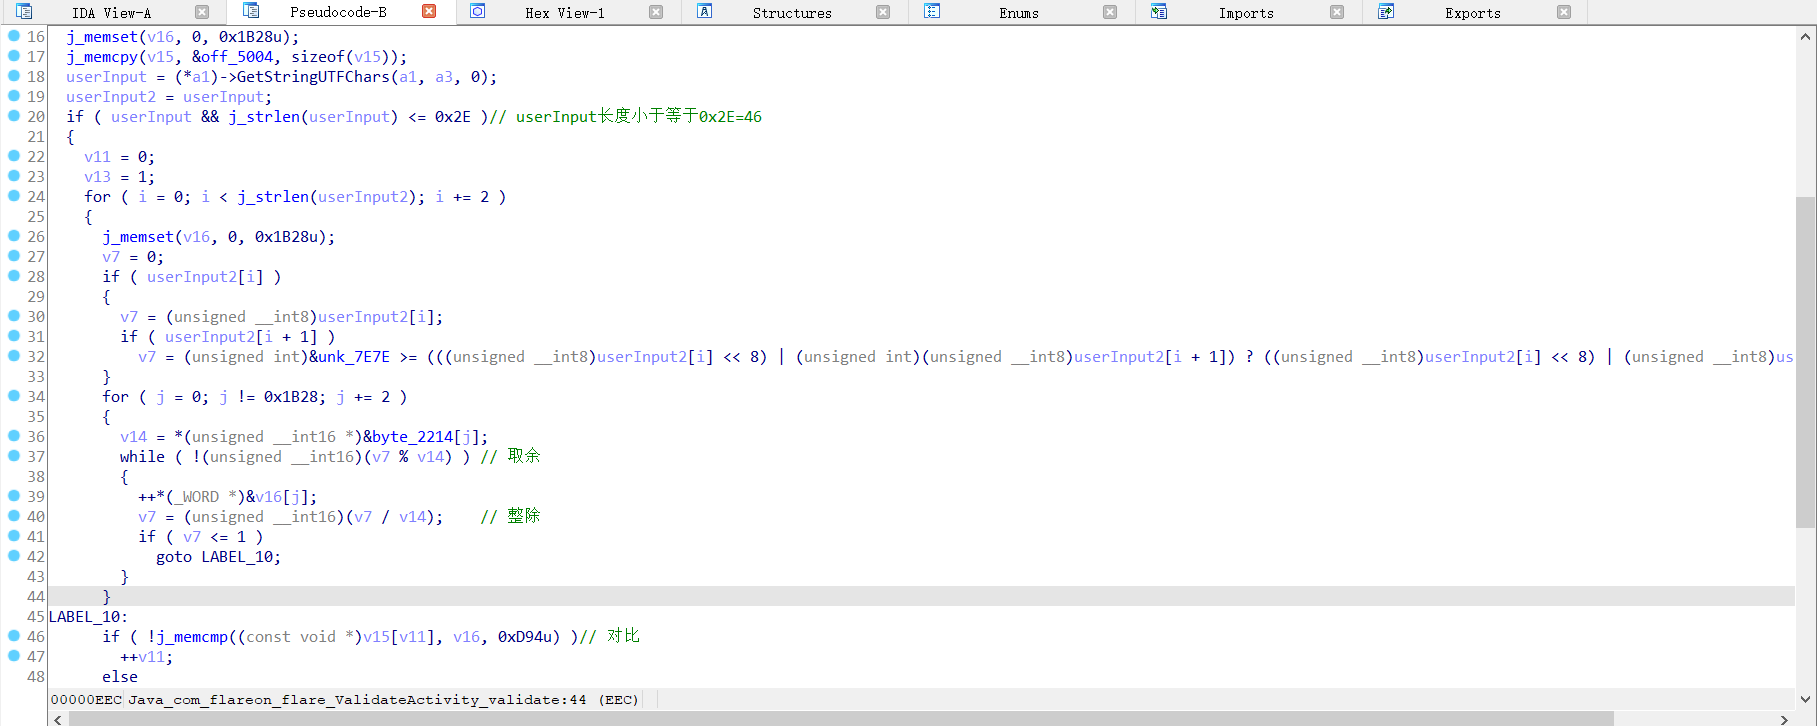 IDA View-A Pseudocode-B Hex View-1 Structures Enums Imports Exports
16 j_memset(v16, 0, 0x1B28u);
17 j_memcpy(v15, &off_5004, sizeof(v15));
18 userInput = (*a1)->GetStringUTFChars(a1, a3, 0);
19 userInput2 = userInput;
20 if ( userInput && j_strlen(userInput) <= 0x2E )// userInput长度小于等于0x2E=46
21 {
22 v11 = 0;
23 v13 = 1;
24 for ( i = 0; i < j_strlen(userInput2); i += 2 )
25 {
26 j_memset(v16, 0, 0x1B28u);
27 v7 = 0;
28 if ( userInput2[i] )
29 {
30 v7 = (unsigned __int8)userInput2[i];
31 if ( userInput2[i + 1] )
32 v7 = (unsigned int)&unk_7E7E >= (((unsigned __int8)userInput2[i] << 8) | (unsigned int)(unsigned __int8)userInput2[i + 1]) ? ((unsigned __int8)userInput2[i] << 8) | (unsigned __int8)us
33 }
34 for ( j = 0; j != 0x1B28; j += 2 )
35 {
36 v14 = *(unsigned __int16 *)&byte_2214[j];
37 while ( !(unsigned __int16)(v7 % v14) ) // 取余
38 {
39 ++*(_WORD *)&v16[j];
40 v7 = (unsigned __int16)(v7 / v14); // 整除
41 if ( v7 <= 1 )
42 goto LABEL_10;
43 }
44 }
45 LABEL_10:
46 if ( !j_memcmp((const void *)v15[v11], v16, 0xD94u) )// 对比
47 ++v11;
48 else
00000EEC Java_com_flareon_flare_ValidateActivity_validate:44 (EEC)